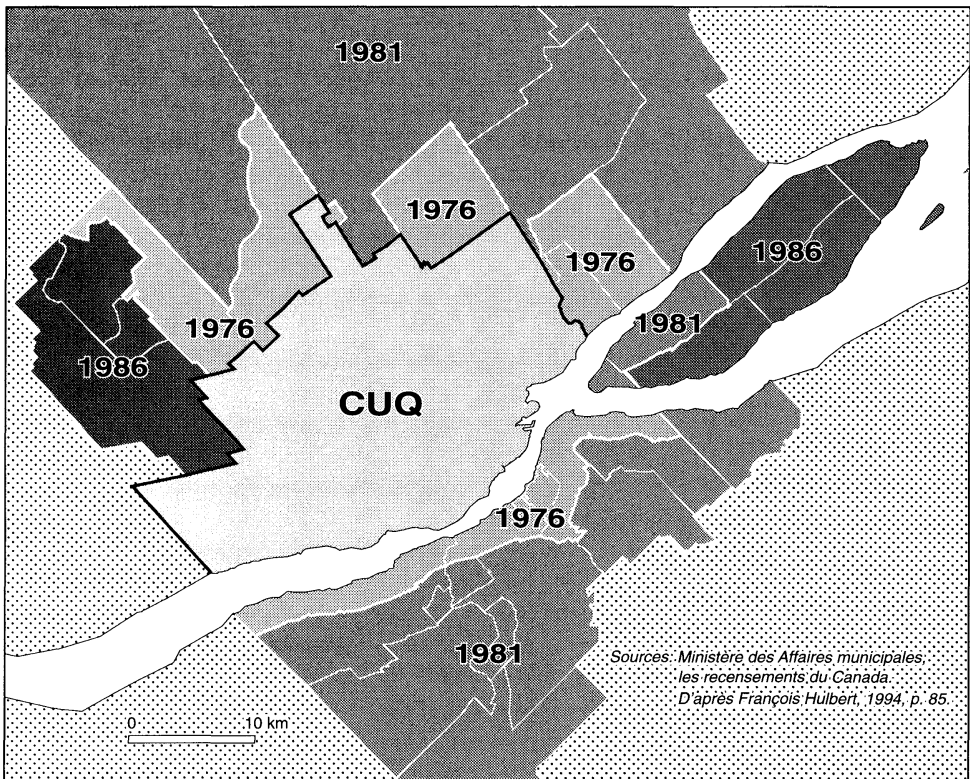 1981
1976
1976
1986
1976
1981
1986
CUQ
1976
1981
Sources: Ministère des Affaires municipales,
les recensements du Canada.
D'après François Hulbert, 1994, p. 85.
0 10 km